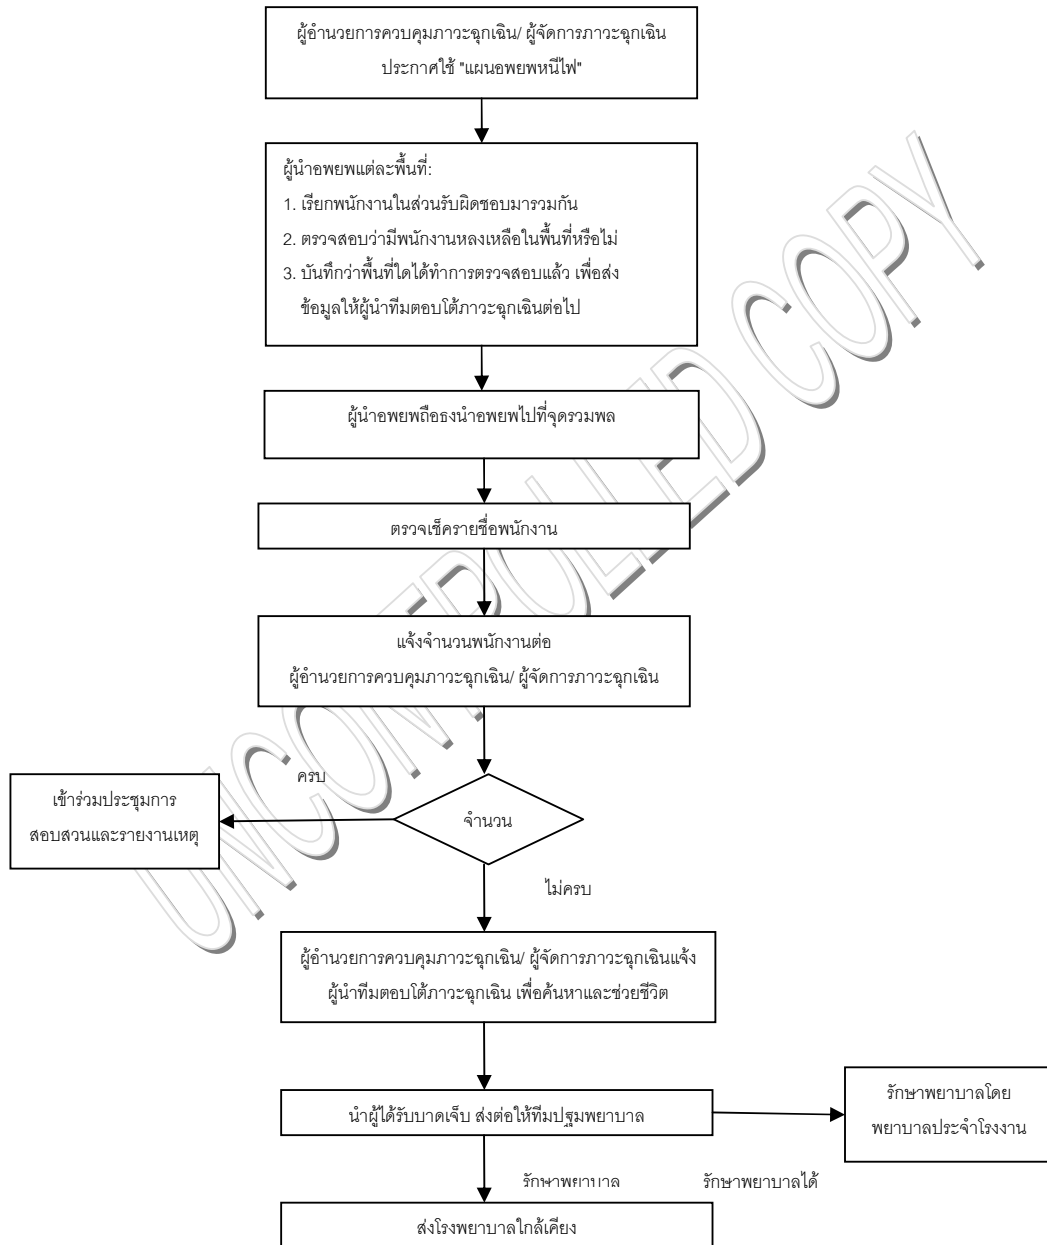 ผู้อำนวยการควบคุมภาวะฉุกเฉิน/ ผู้จัดการภาวะฉุกเฉิน
ประกาศใช้ "แผนอพยพหนีไฟ"
ผู้นำอพยพแต่ละพื้นที่:
1. เรียกพนักงานในส่วนรับผิดชอบมารวมกัน
2. ตรวจสอบว่ามีพนักงานหลงเหลือในพื้นที่หรือไม่
3. บันทึกว่าพื้นที่ใดได้ทำการตรวจสอบแล้ว เพื่อส่ง
ข้อมูลให้ผู้นำทีมตอบโต้ภาวะฉุกเฉินต่อไป
ผู้นำอพยพถือธงนำอพยพไปที่จุดรวมพล
ตรวจเช็ครายชื่อพนักงาน
แจ้งจำนวนพนักงานต่อ
ผู้อำนวยการควบคุมภาวะฉุกเฉิน/ ผู้จัดการภาวะฉุกเฉิน
ครบ
เข้าร่วมประชุมการ
สอบสวนและรายงานเหตุ
จำนวน
ไม่ครบ
ผู้อำนวยการควบคุมภาวะฉุกเฉิน/ ผู้จัดการภาวะฉุกเฉินแจ้ง
ผู้นำทีมตอบโต้ภาวะฉุกเฉิน เพื่อค้นหาและช่วยชีวิต
นำผู้ได้รับบาดเจ็บ ส่งต่อให้ทีมปฐมพยาบาล
รักษาพยาบาลโดย
พยาบาลประจำโรงงาน
รักษาพยาบาล
รักษาพยาบาลได้
ส่งโรงพยาบาลใกล้เคียง
UNCONTROLLED COPY